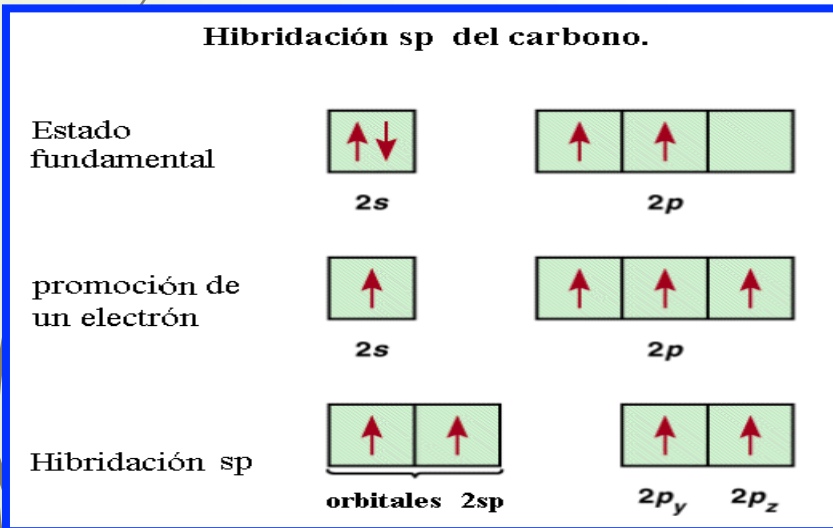 Hibridación sp del carbono.
Estado
fundamental
2s
2p
promoción de
un electrón
2s
2p
Hibridación sp
orbitales 2sp
2py
2pz